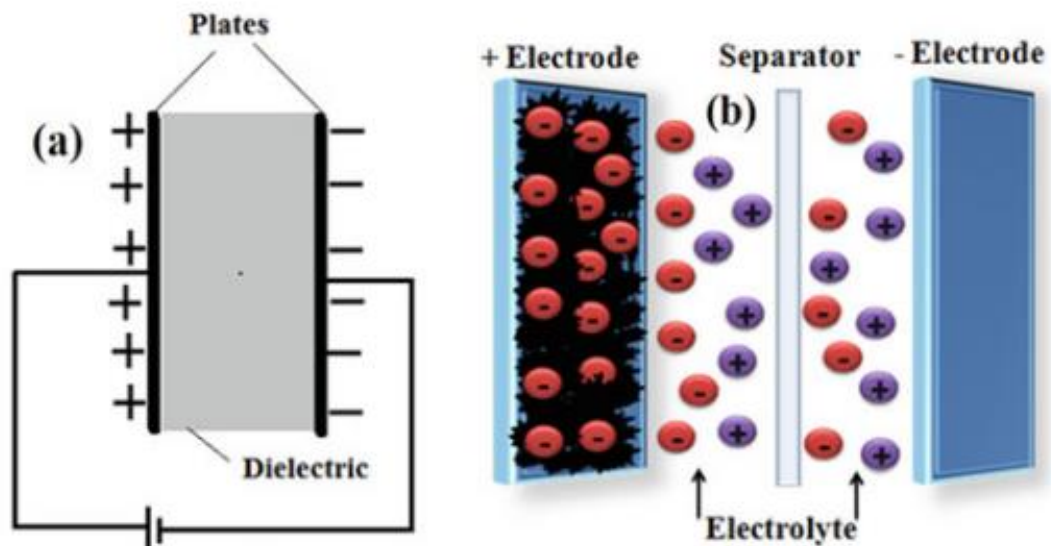 Plates
(a)
Dielectric
+ Electrode
Separator
- Electrode
(b)
Electrolyte